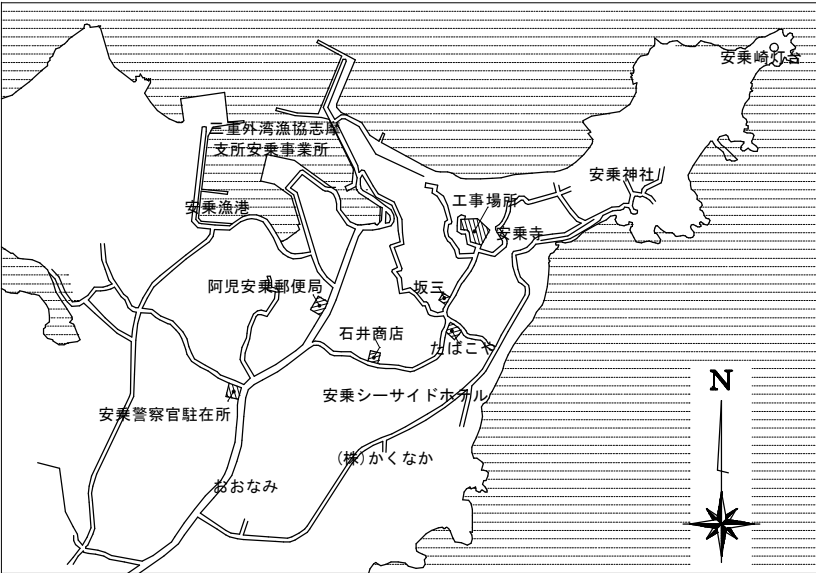 安乗崎灯台
三重外湾漁協志摩
支所安乗事業所
安乗神社
工事場所
安乗漁港
安乗寺
阿児安乗郵便局
坂三
石井商店
たばこや
安乗シーサイドホテル
安乗警察官駐在所
N
(株)かくなか
おおなみ